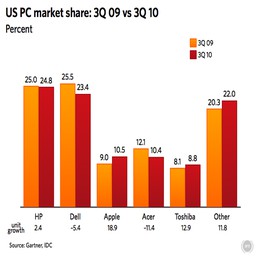 US PC market share: 3Q 09 vs 3Q 10
Percent
3Q 09
3Q 10
25.0 24.8 25.5 23.4 9.0 10.5 12.1 10.4 8.1 8.8 20.3 22.0
HP Dell Apple Acer Toshiba Other
unit growth 2.4 -5.4 18.9 -11.4 12.9 11.8
Source: Gartner, IDC